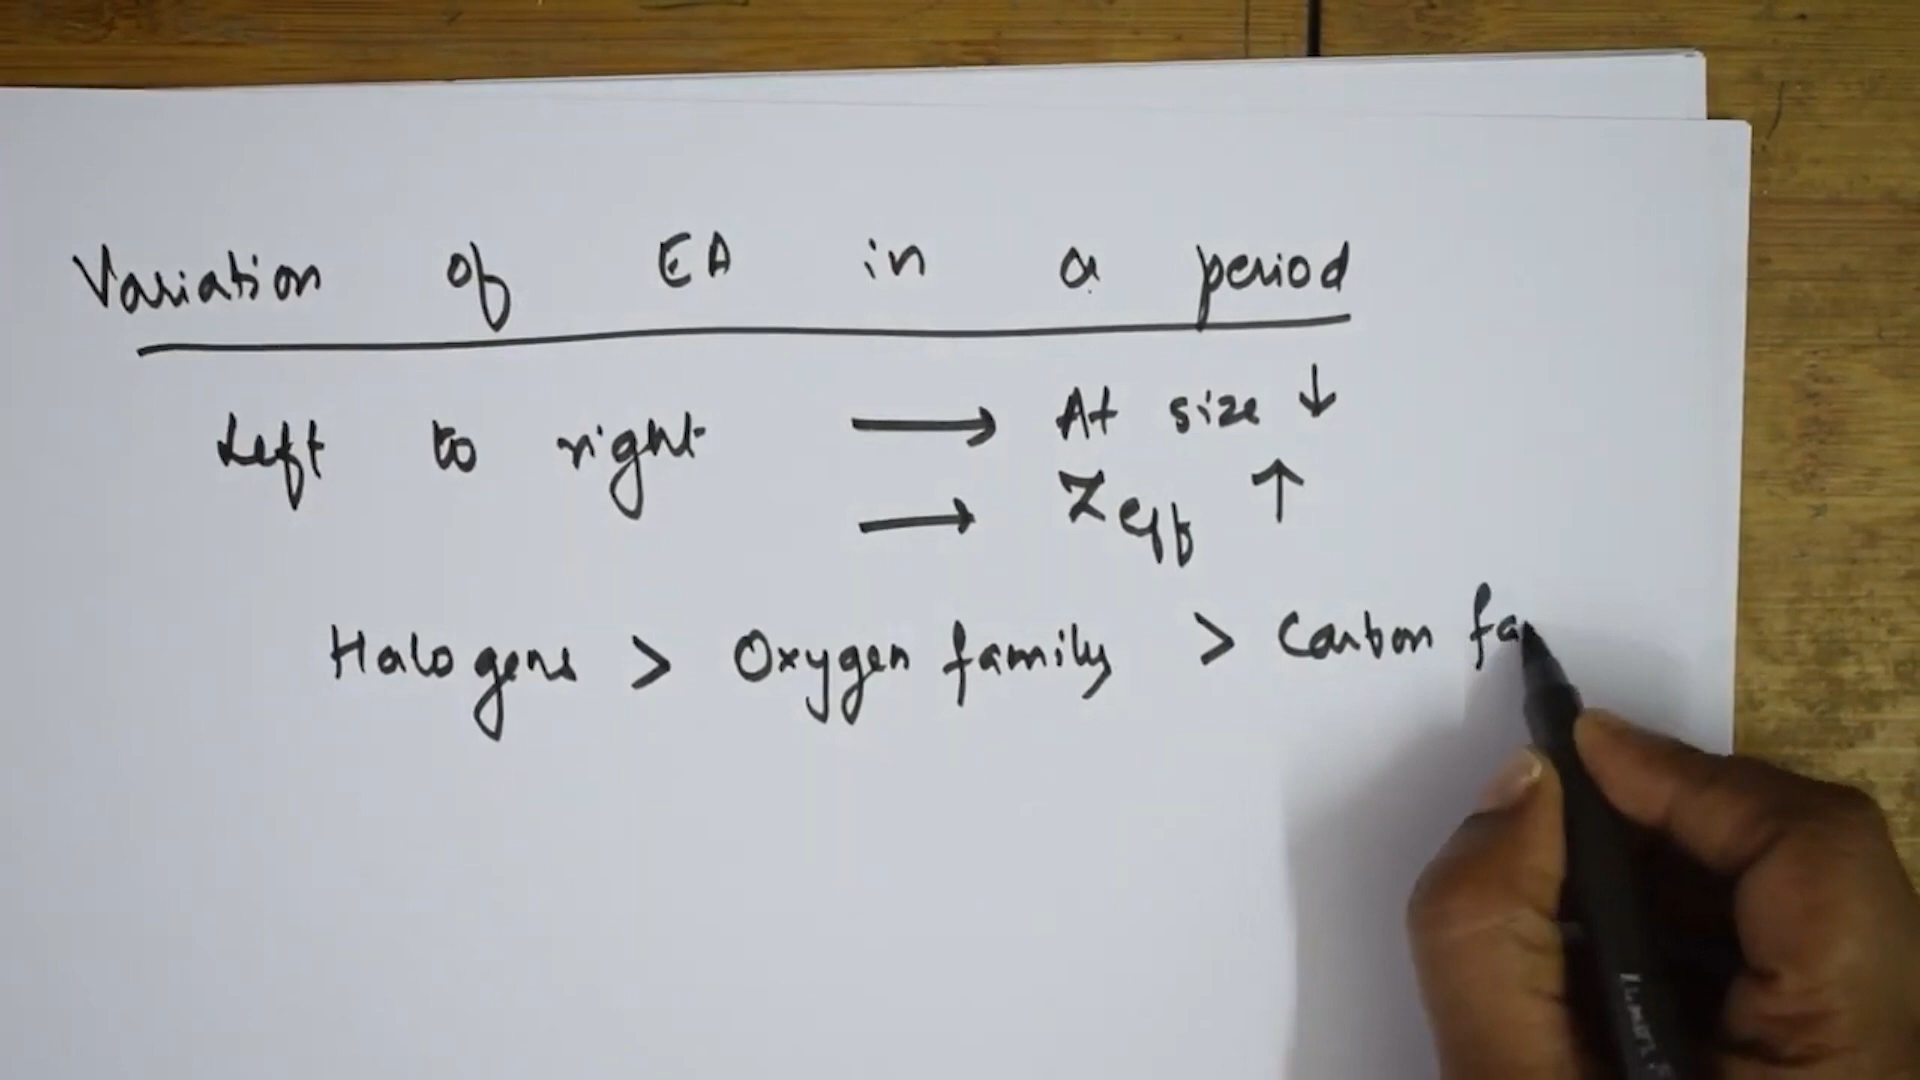 Variation of EA in a period
Left to right → At size ↓
→ Zeff ↑
Halogens > Oxygen family > Carbon fa